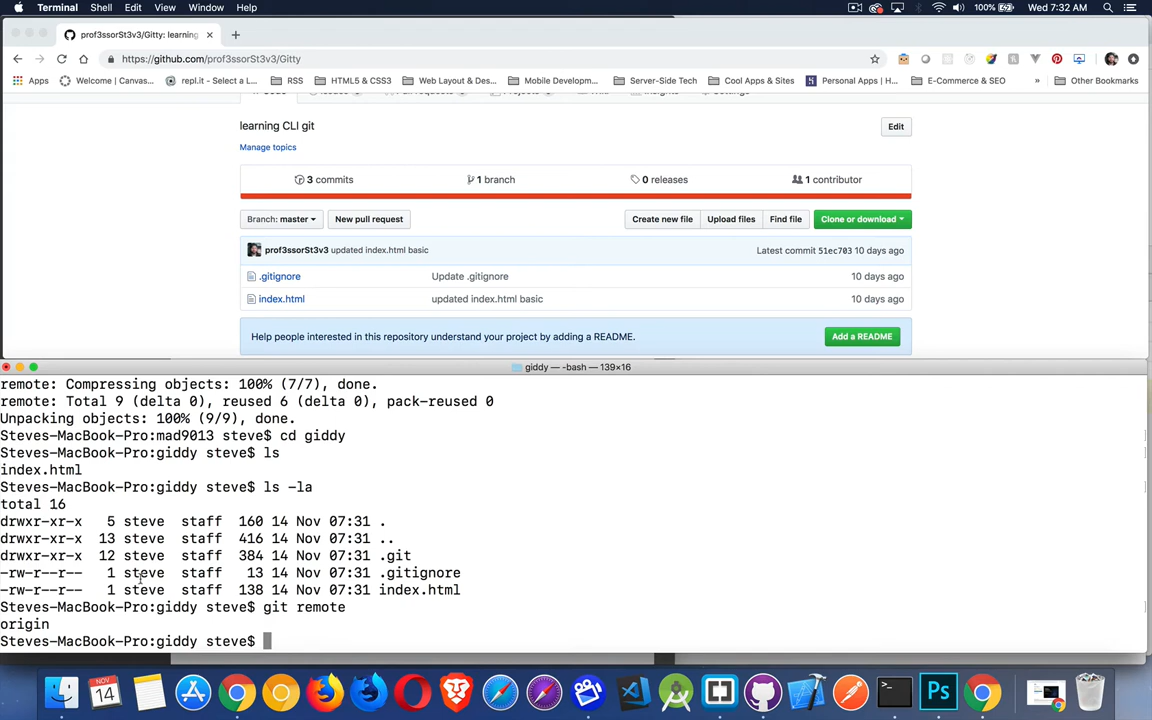 Terminal Shell Edit View Window Help 100% Wed 7:32 AM
prof3ssorSt3v3/Gitty: learning
https://github.com/prof3ssorSt3v3/Gitty
Apps Welcome | Canvas... repl.it - Select a L... RSS HTML5 & CSS3 Web Layout & Des... Mobile Developm... Server-Side Tech Cool Apps & Sites Personal Apps | H... E-Commerce & SEO » Other Bookmarks
learning CLI git Edit
Manage topics
3 commits 1 branch 0 releases 1 contributor
Branch: master New pull request Create new file Upload files Find file Clone or download
prof3ssorSt3v3 updated index.html basic Latest commit 51ec703 10 days ago
.gitignore Update .gitignore 10 days ago
index.html updated index.html basic 10 days ago
Help people interested in this repository understand your project by adding a README. Add a README
giddy — -bash — 139×16
remote: Compressing objects: 100% (7/7), done.
remote: Total 9 (delta 0), reused 6 (delta 0), pack-reused 0
Unpacking objects: 100% (9/9), done.
Steves-MacBook-Pro:mad9013 steve$ cd giddy
Steves-MacBook-Pro:giddy steve$ ls
index.html
Steves-MacBook-Pro:giddy steve$ ls -la
total 16
drwxr-xr-x 5 steve staff 160 14 Nov 07:31 .
drwxr-xr-x 13 steve staff 416 14 Nov 07:31 ..
drwxr-xr-x 12 steve staff 384 14 Nov 07:31 .git
-rw-r--r-- 1 steve staff 13 14 Nov 07:31 .gitignore
-rw-r--r-- 1 steve staff 138 14 Nov 07:31 index.html
Steves-MacBook-Pro:giddy steve$ git remote
origin
Steves-MacBook-Pro:giddy steve$
NOV
14
Ps